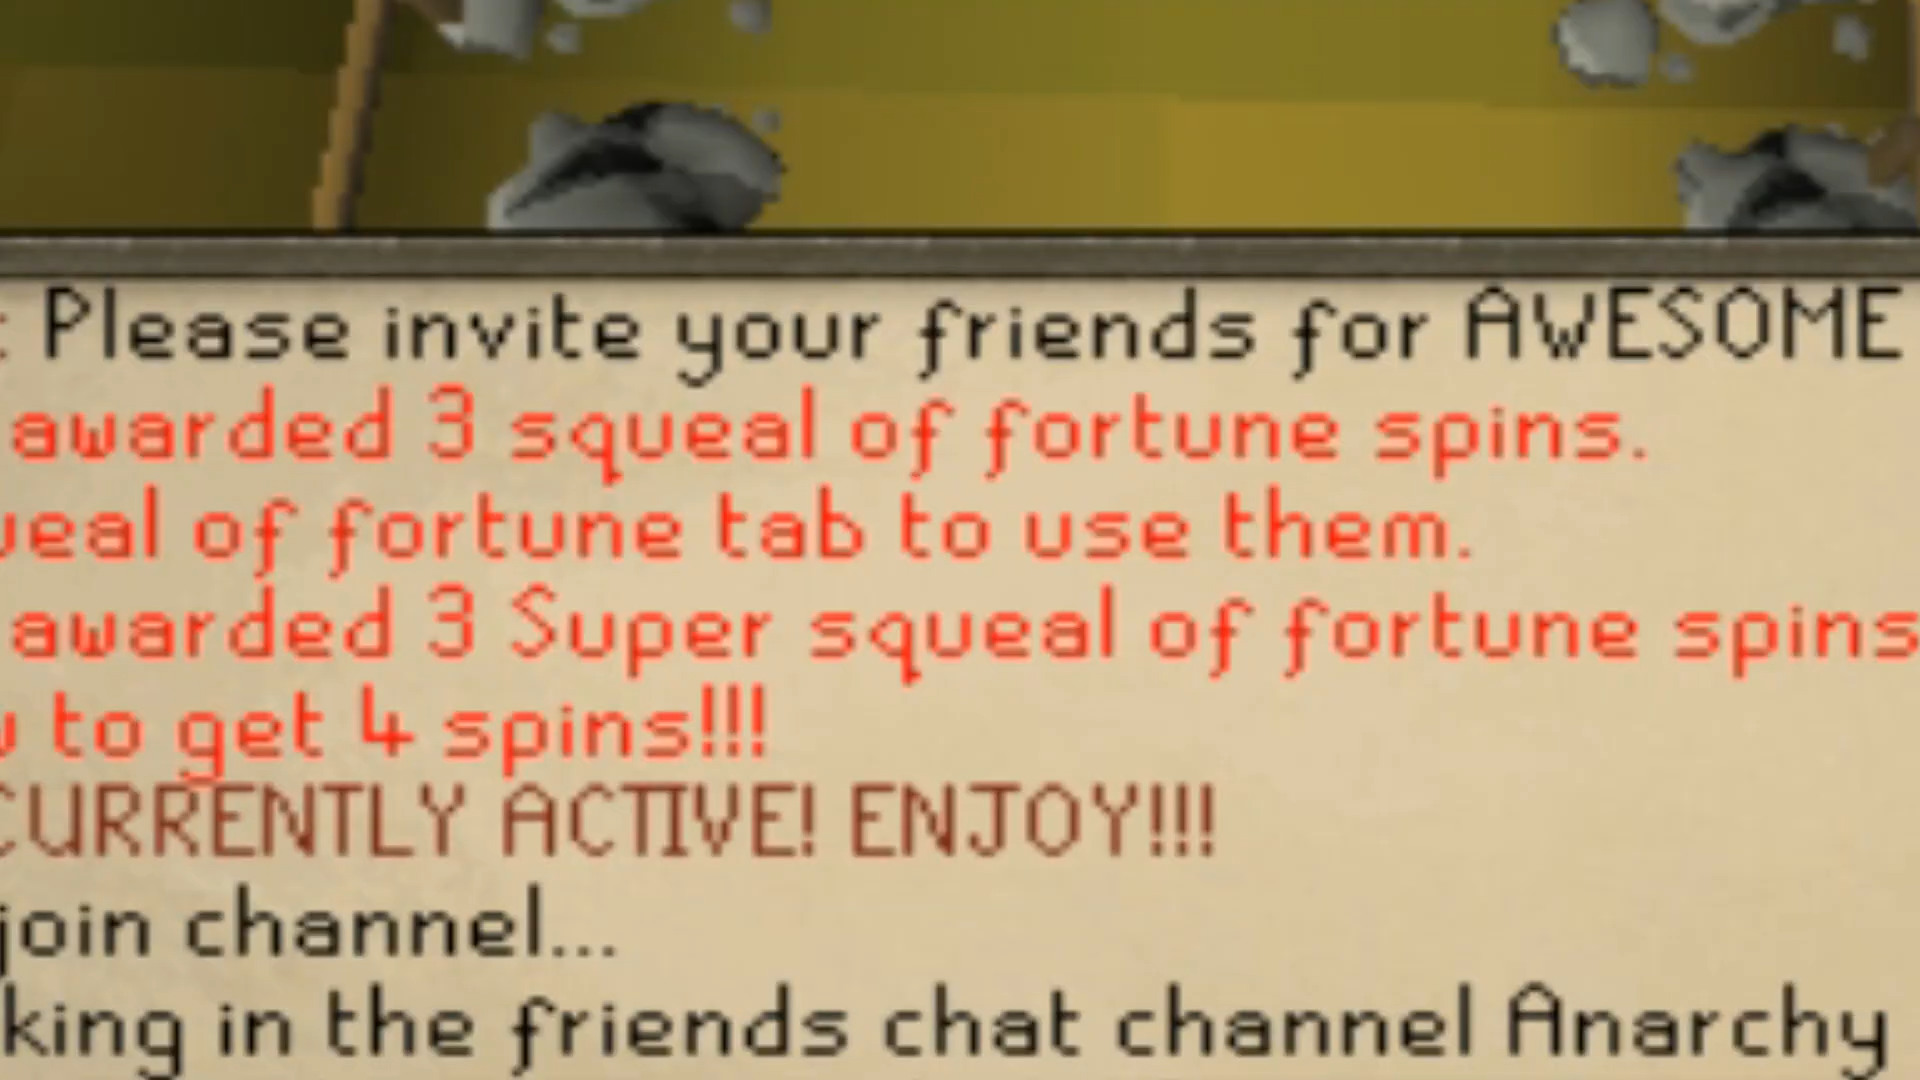 : Please invite your friends for AWESOME
awarded 3 squeal of fortune spins.
ueal of fortune tab to use them.
awarded 3 Super squeal of fortune spins
to get 4 spins!!!
CURRENTLY ACTIVE! ENJOY!!!
join channel...
king in the friends chat channel Anarchy